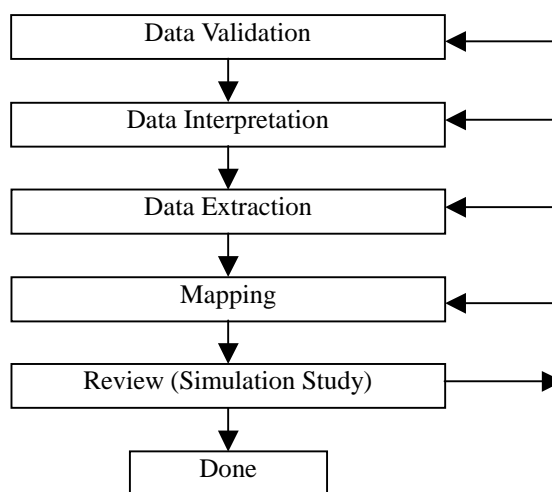 Data Validation
Data Interpretation
Data Extraction
Mapping
Review (Simulation Study)
Done